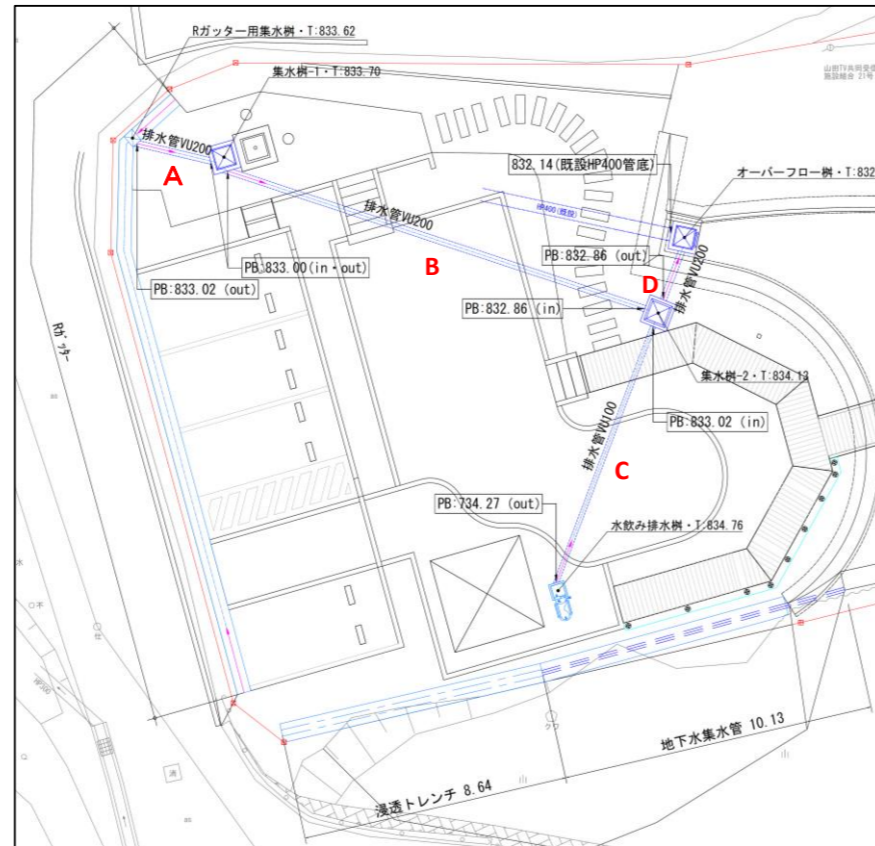 Rガッター用集水桝・T:833.62
集水桝-1・T:833.70
排水管VU200
A
排水管VU200
B
832.14(既設HP400管底)
オーバーフロー桝・T:832
HP400(既設)
PB:832.86 (out)
D
排水管VU200
PB:833.00(in・out)
PB:833.02 (out)
PB:832.86 (in)
集水桝-2・T:834.13
PB:833.02 (in)
Rガッター
排水管VU100
C
PB:734.27 (out)
水飲み排水桝・T:834.76
地下水集水管 10.13
浸透トレンチ 8.64
HP300
山
山